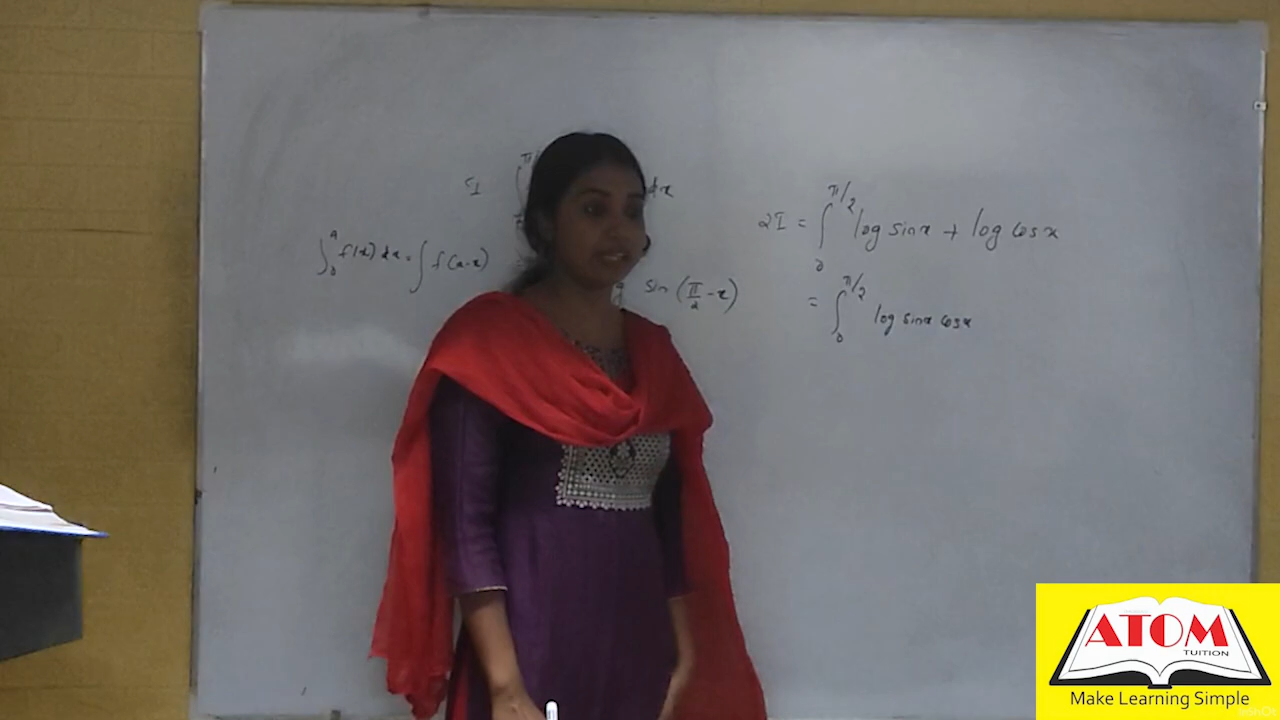 I π/ dx
∫₀ᵃ f(x) dx = ∫ f(a-x)
g sin (π/2 - x)
2I = ∫₀^π/2 log sin x + log cos x
= ∫₀^π/2 log sin x cos x
ATOM
TUITION
Make Learning Simple